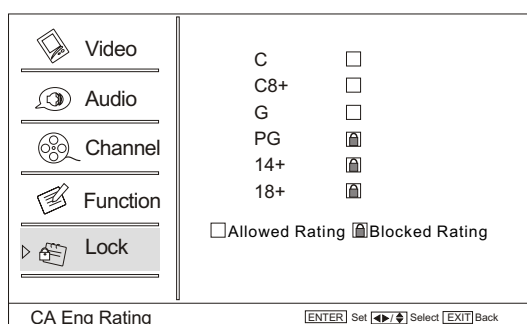 Video
Audio
Channel
Function
Lock
C
C8+
G
PG
14+
18+
Allowed Rating Blocked Rating
CA Eng Rating
ENTER Set / Select EXIT Back